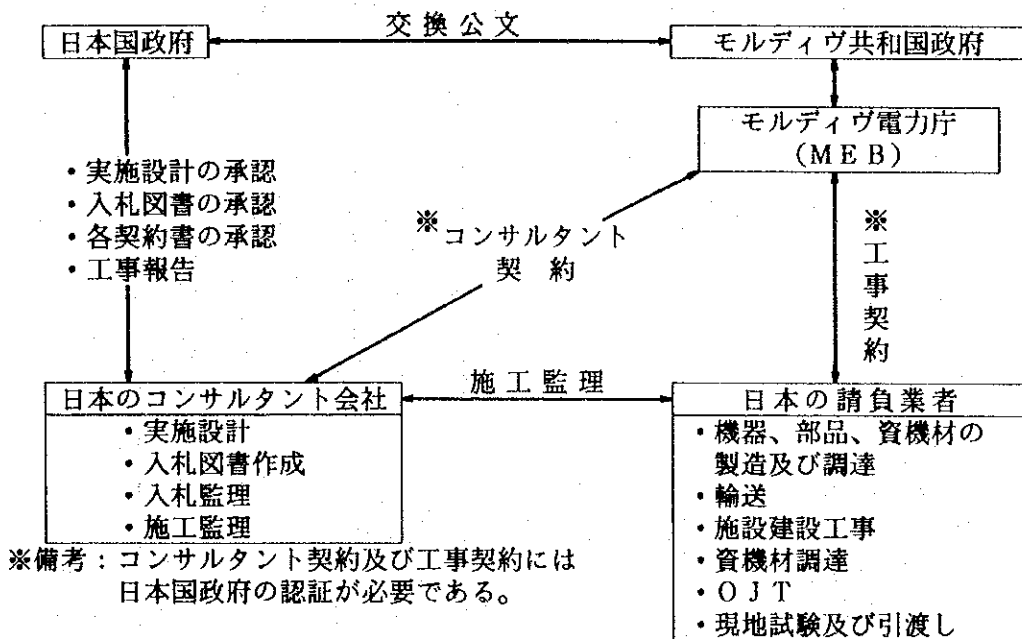 交換公文
日本国政府
モルディヴ共和国政府
モルディヴ電力庁
(MEB)
・実施設計の承認
・入札図書の承認
・各契約書の承認
・工事報告
※コンサルタント
契約
※工事契約
施工監理
日本のコンサルタント会社
・実施設計
・入札図書作成
・入札監理
・施工監理
日本の請負業者
・機器、部品、資機材の
製造及び調達
・輸送
・施設建設工事
・資機材調達
・OJT
・現地試験及び引渡し
※備考：コンサルタント契約及び工事契約には
日本国政府の認証が必要である。